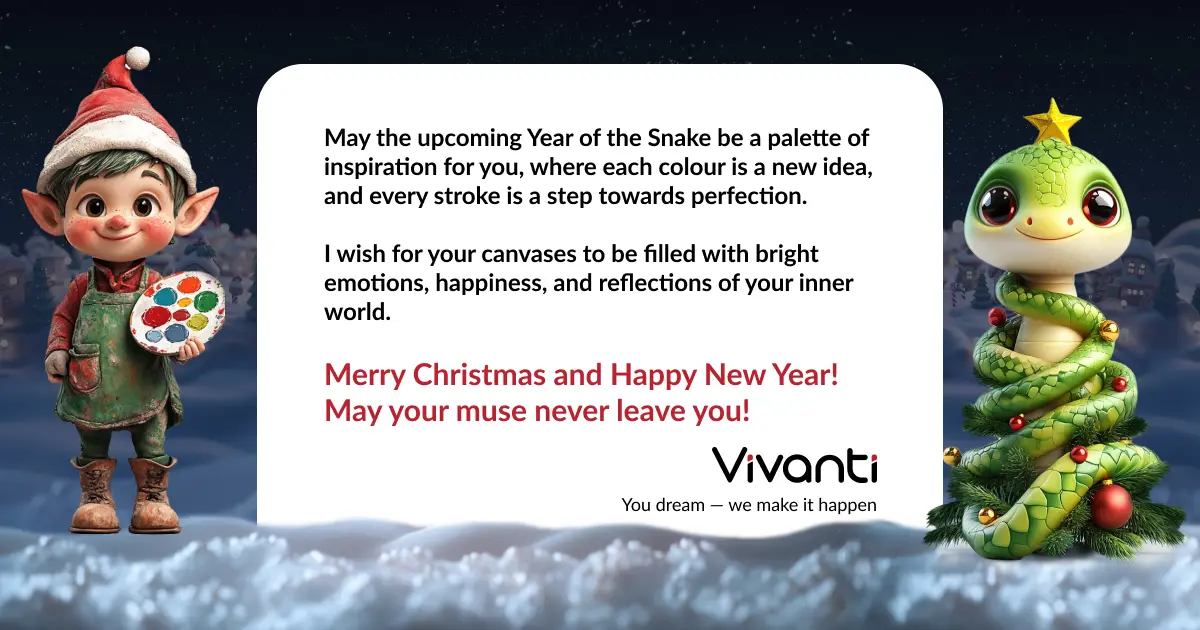 May the upcoming Year of the Snake be a palette of
inspiration for you, where each colour is a new idea,
and every stroke is a step towards perfection.
I wish for your canvases to be filled with bright
emotions, happiness, and reflections of your inner
world.
Merry Christmas and Happy New Year!
May your muse never leave you!
Vivanti
You dream — we make it happen